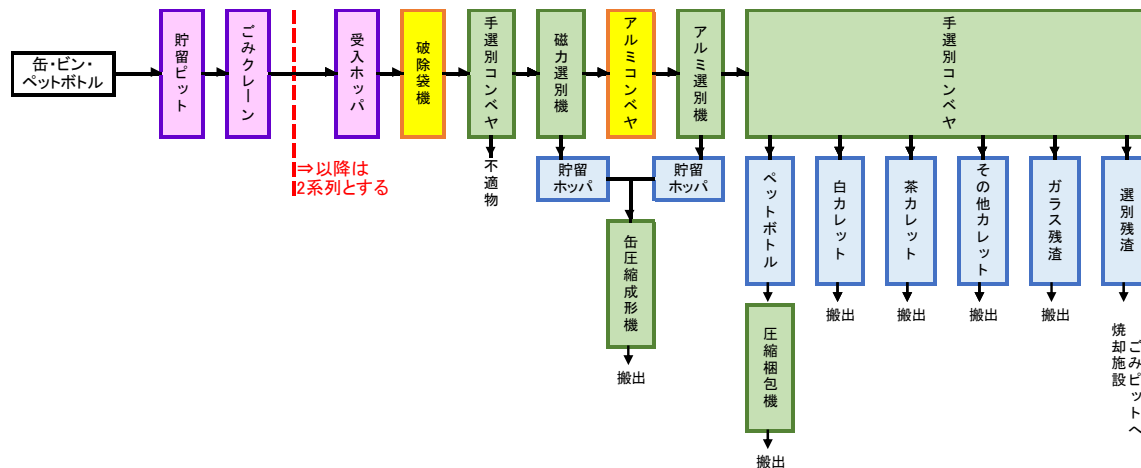 缶・ビン・
ペットボトル
貯留ピット
ごみクレーン
⇒以降は
2系列とする
受入ホッパ
破除袋機
手選別コンベヤ
不適物
磁力選別機
アルミコンベヤ
アルミ選別機
貯留
ホッパ
貯留
ホッパ
缶圧縮成形機
搬出
手選別コンベヤ
ペットボトル
圧縮梱包機
搬出
白カレット
搬出
茶カレット
搬出
その他カレット
搬出
ガラス残渣
搬出
選別残渣
焼却施設
ごみピットへ